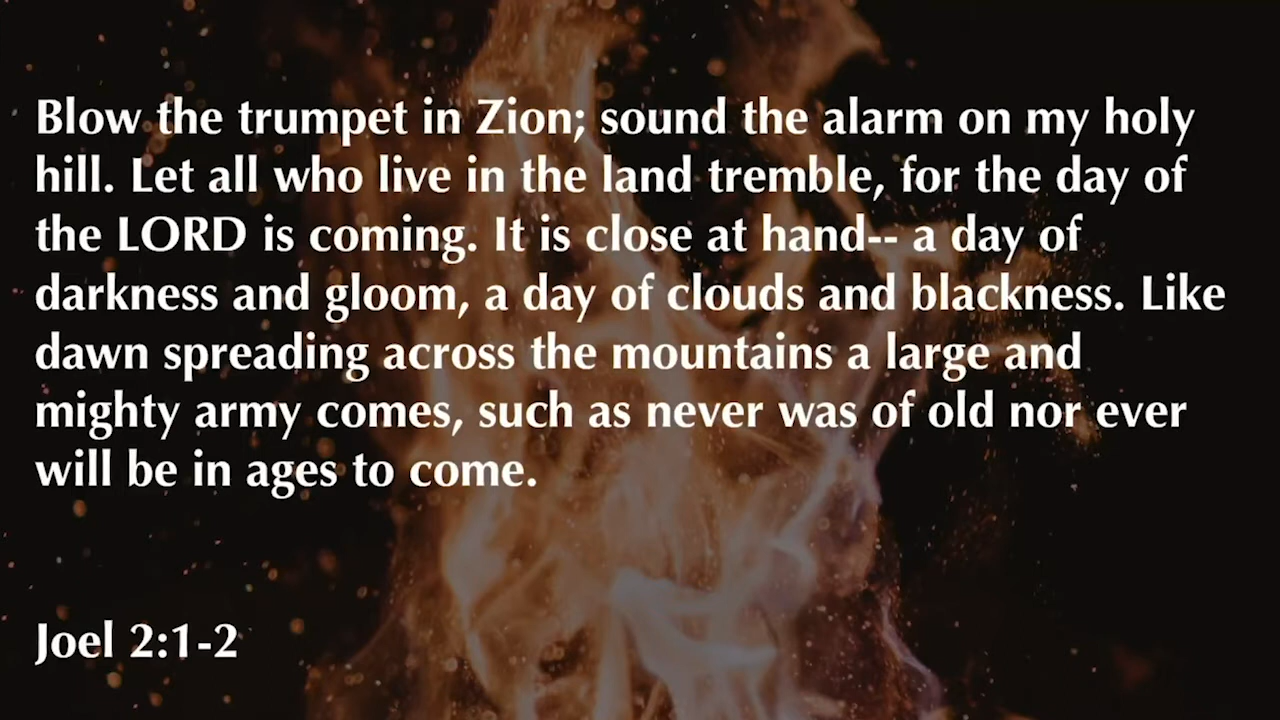 Blow the trumpet in Zion; sound the alarm on my holy
hill. Let all who live in the land tremble, for the day of
the LORD is coming. It is close at hand-- a day of
darkness and gloom, a day of clouds and blackness. Like
dawn spreading across the mountains a large and
mighty army comes, such as never was of old nor ever
will be in ages to come.
Joel 2:1-2